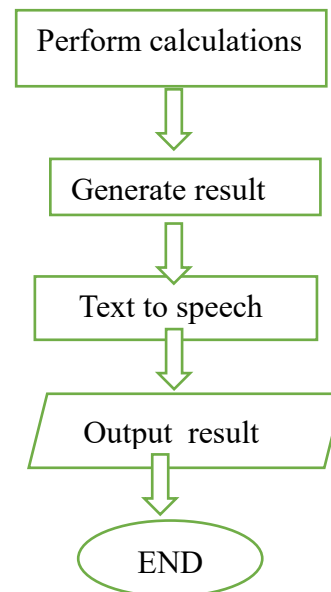 Perform calculations
Generate result
Text to speech
Output result
END